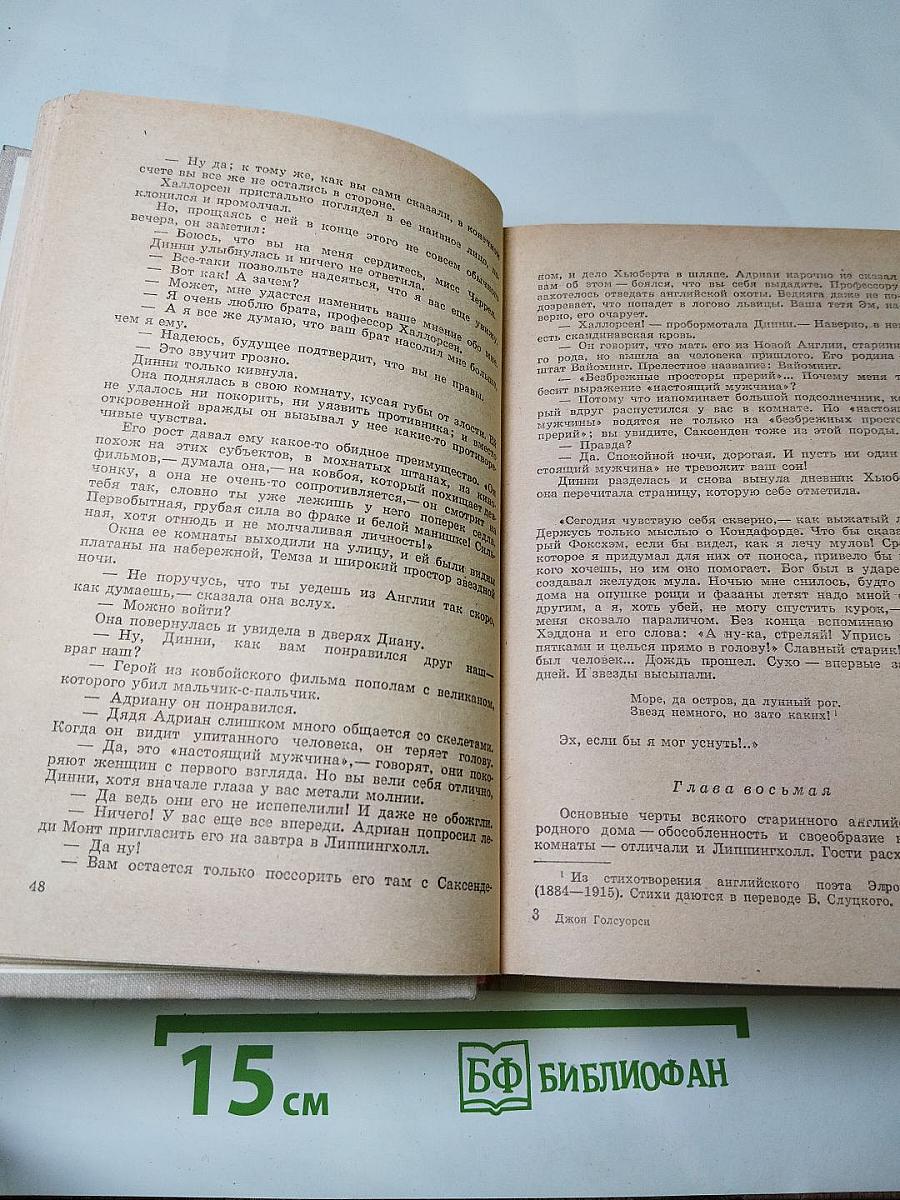 — Ну да; к тому же, как вы сами сказали, в конечном
счете вы все же не остались в стороне.
Халлорсен пристально поглядел в ее наивное лицо, по-
клонился и промолчал.
Но, прощаясь с ней в конце этого не совсем обычного
вечера, он заметил:
— Боюсь, что вы на меня сердитесь, мисс Черрел.
Динни улыбнулась и ничего не ответила.
— Все-таки позвольте надеяться, что я вас еще увижу.
— Вот как! А зачем?
— Может, мне удастся изменить ваше мнение обо мне.
— Я очень люблю брата, профессор Халлорсен.
— А я все же думаю, что ваш брат насолил мне больше,
чем я ему.
— Надеюсь, будущее подтвердит, что вы не правы.
— Это звучит грозно.
Динни только кивнула.
Она поднялась в свою комнату, кусая губы от злости. Ей
не удалось ни покорить, ни уязвить противника; и вместо
откровенной вражды он вызывал у нее какие-то противоре-
чивые чувства.
Его рост давал ему какое-то обидное преимущество. «Он
похож на этих субъектов, в мохнатых штанах, из кино-
фильмов,— думала она,— на ковбоя, который похищает дев-
чонку, а она не очень-то сопротивляется,— он смотрит на
тебя так, словно ты уже лежишь у него поперек седла.
Первобытная, грубая сила во фраке и белой манишке! Силь-
ная, хотя отнюдь и не молчаливая личность!»
Окна ее комнаты выходили на улицу, и ей были видны
платаны на набережной, Темза и широкий простор звездной
ночи.
— Не поручусь, что ты уедешь из Англии так скоро,
как думаешь,— сказала она вслух.
— Можно войти?
Она повернулась и увидела в дверях Диану.
— Ну, Динни, как вам понравился друг наш—
враг наш?
— Герой из ковбойского фильма пополам с великаном,
которого убил мальчик-с-пальчик.
— Адриану он понравился.
— Дядя Адриан слишком много общается со скелетами.
Когда он видит упитанного человека, он теряет голову.
— Да, это «настоящий мужчина»,— говорят, они поко-
ряют женщин с первого взгляда. Но вы вели себя отлично,
Динни, хотя вначале глаза у вас метали молнии.
— Да ведь они его не испепелили! И даже не обожгли.
— Ничего! У вас еще все впереди. Адриан попросил ле-
ди Монт пригласить его на завтра в Липпингхолл.
— Да ну!
— Вам остается только поссорить его там с Саксенде-
48
ном, и дело Хьюберта в шляпе. Адриан нарочно не сказал
вам об этом — боялся, что вы себя выдадите. Профессору
захотелось отведать английской охоты. Бедняга даже не по-
дозревает, что попадет в логово львицы. Ваша тетя Эм, на-
верно, его очарует.
— Халлорсен! — пробормотала Динни.— Наверно, в нем
есть скандинавская кровь.
— Он говорит, что мать его из Новой Англии, старин
го рода, но вышла за человека пришлого. Его родина
штат Вайоминг. Прелестное название: Вайоминг.
— «Безбрежные просторы прерий»... Почему меня т
бесит выражение «настоящий мужчина»?
— Потому что напоминает большой подсолнечник, ко
рый вдруг распустился у вас в комнате. Но «настоящ
мужчины» водятся не только на «безбрежных просто
прерий»; вы увидите, Саксенден тоже из этой породы.
— Правда?
— Да. Спокойной ночи, дорогая. И пусть ни один
стоящий мужчина» не тревожит ваш сон!
Динни разделась и снова вынула дневник Хьюб
она перечитала страницу, которую себе отметила.
«Сегодня чувствую себя скверно,— как выжатый л
Держусь только мыслью о Кондафорде. Что бы сказа
рый Фоксхэм, если бы видел, как я лечу мулов! Ср
которое я придумал для них от поноса, привело бы
кого хочешь, но им оно помогает. Бог был в ударе
создавал желудок мула. Ночью мне снилось, будто
дома на опушке рощи и фазаны летят надо мной
другим, а я, хоть убей, не могу спустить курок,—
меня сковало параличом. Без конца вспоминаю
Хэддона и его слова: «А ну-ка, стреляй! Упрись
пятками и целься прямо в голову!» Славный старик!
был человек... Дождь прошел. Сухо — впервые за
дней. И звезды высыпали.
Море, да остров, да лунный рог.
Звезд немного, но зато каких! ¹
Эх, если бы я мог уснуть!..»
Глава восьмая
Основные черты всякого старинного английс
родного дома — обособленность и своеобразие к
комнаты — отличали и Липпингхолл. Гости расх
¹ Из стихотворения английского поэта Элро
(1884—1915). Стихи даются в переводе Б. Слуцкого.
3 Джон Голсуорси
15 см
БФ БИБЛИОФАН